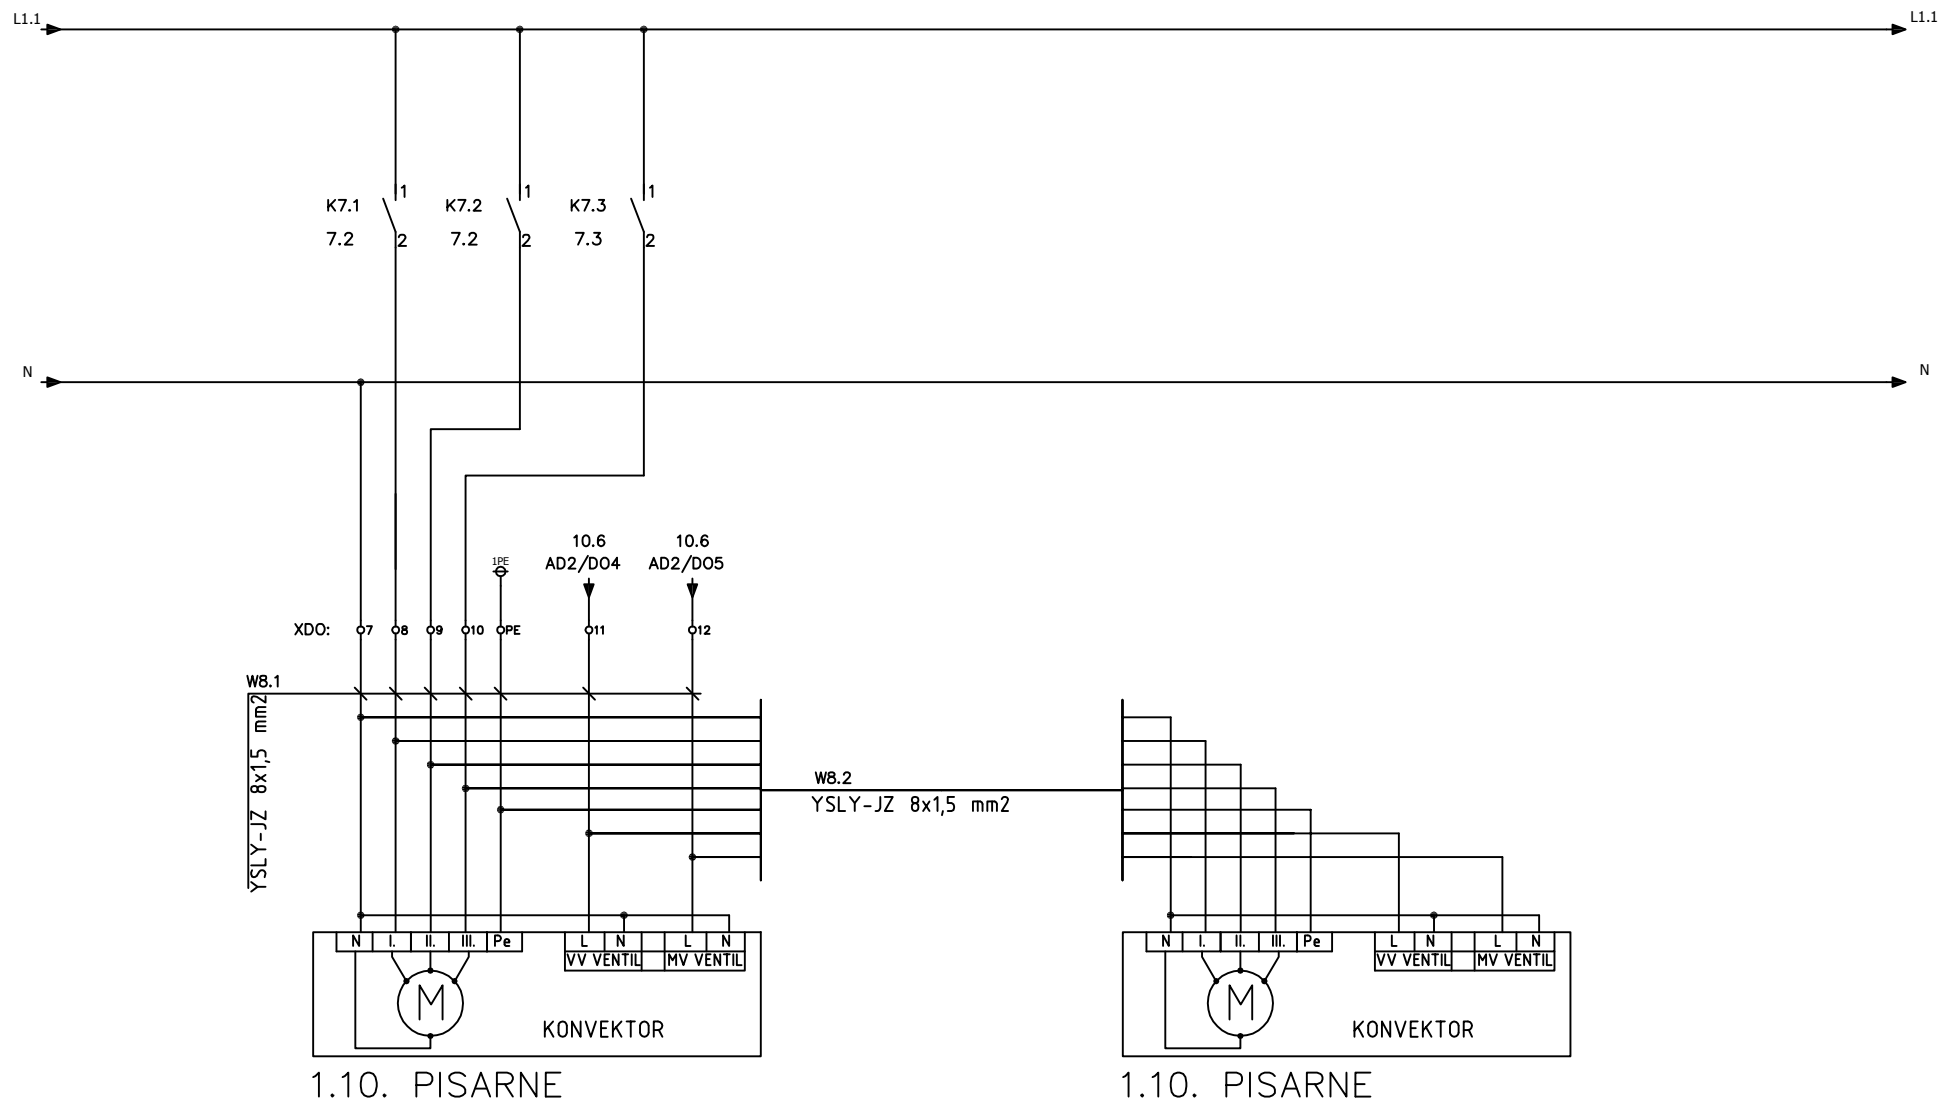 L1.1
L1.1
1
1
1
K7.1
K7.2
K7.3
7.2
7.2
7.3
2
2
2
N
N
10.6
10.6
AD2/DO4
AD2/DO5
1PE
XDO:
7
8
9
10
PE
11
12
W8.1
YSLY-JZ 8x1,5 mm2
W8.2
YSLY-JZ 8x1,5 mm2
N I. II. III. Pe L N L N
VV VENTIL MV VENTIL
M
KONVEKTOR
1.10. PISARNE
N I. II. III. Pe L N L N
VV VENTIL MV VENTIL
M
KONVEKTOR
1.10. PISARNE